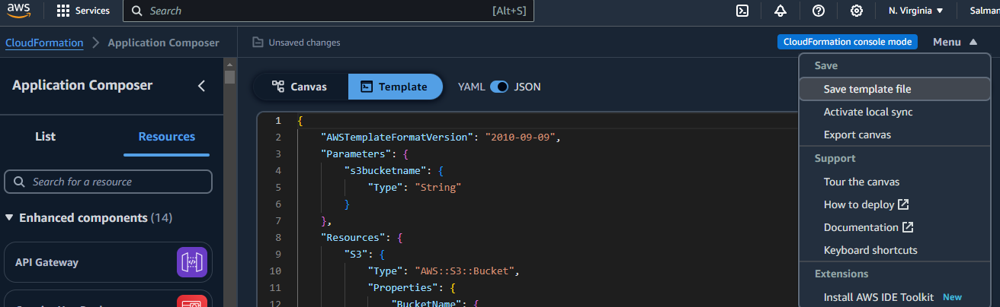 aws
Services
Search
[Alt+S]
N. Virginia
Salman
CloudFormation
Application Composer
Unsaved changes
CloudFormation console mode
Menu
Application Composer
List
Resources
Search for a resource
Enhanced components (14)
API Gateway
Canvas
Template
YAML
JSON
1 {
2 "AWSTemplateFormatVersion": "2010-09-09",
3 "Parameters": {
4 "s3bucketname": {
5 "Type": "String"
6 }
7 },
8 "Resources": {
9 "S3": {
10 "Type": "AWS::S3::Bucket",
11 "Properties": {
12 "BucketName": {
Save
Save template file
Activate local sync
Export canvas
Support
Tour the canvas
How to deploy
Documentation
Keyboard shortcuts
Extensions
Install AWS IDE Toolkit New